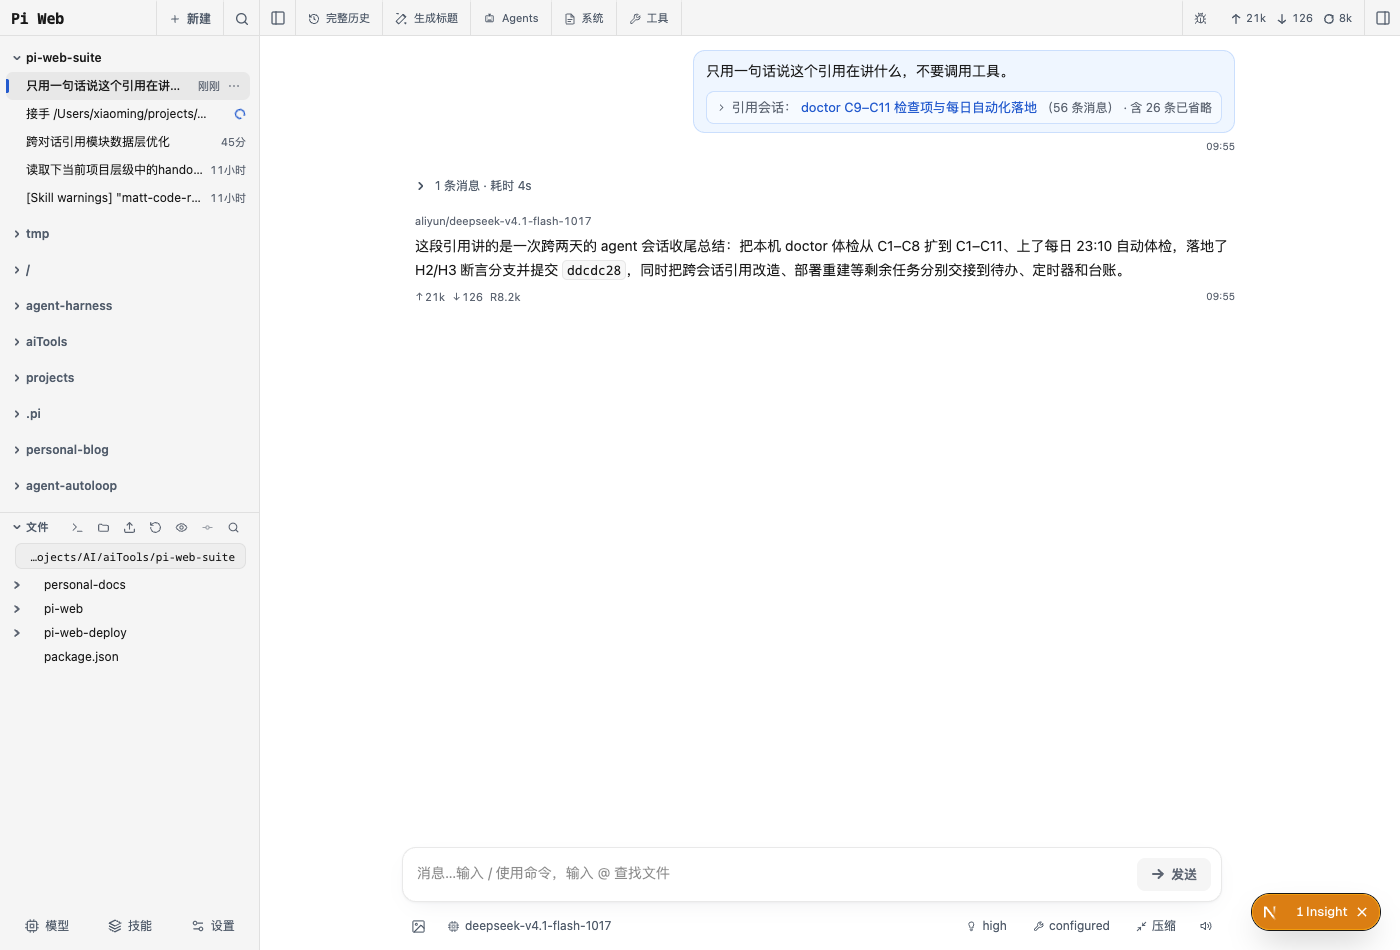 Pi Web
新建
完整历史
生成标题
Agents
系统
工具
21k 126 8k
pi-web-suite
只用一句话说这个引用在讲... 刚刚 ···
接手 /Users/xiaoming/projects/...
跨对话引用模块数据层优化 45分
读取下当前项目层级中的hando... 11小时
[Skill warnings] "matt-code-r... 11小时
tmp
/
agent-harness
aiTools
projects
.pi
personal-blog
agent-autoloop
文件
…ojects/AI/aiTools/pi-web-suite
personal-docs
pi-web
pi-web-deploy
package.json
模型
技能
设置
只用一句话说这个引用在讲什么，不要调用工具。
引用会话： doctor C9–C11 检查项与每日自动化落地 (56 条消息) · 含 26 条已省略
09:55
1 条消息 · 耗时 4s
aliyun/deepseek-v4.1-flash-1017
这段引用讲的是一次跨两天的 agent 会话收尾总结：把本机 doctor 体检从 C1–C8 扩到 C1–C11、上了每日 23:10 自动体检，落地了
H2/H3 断言分支并提交 ddcdc28，同时把跨会话引用改造、部署重建等剩余任务分别交接到待办、定时器和台账。
↑21k ↓126 R8.2k
09:55
消息...输入 / 使用命令，输入 @ 查找文件
发送
deepseek-v4.1-flash-1017
high
configured
压缩
1 Insight